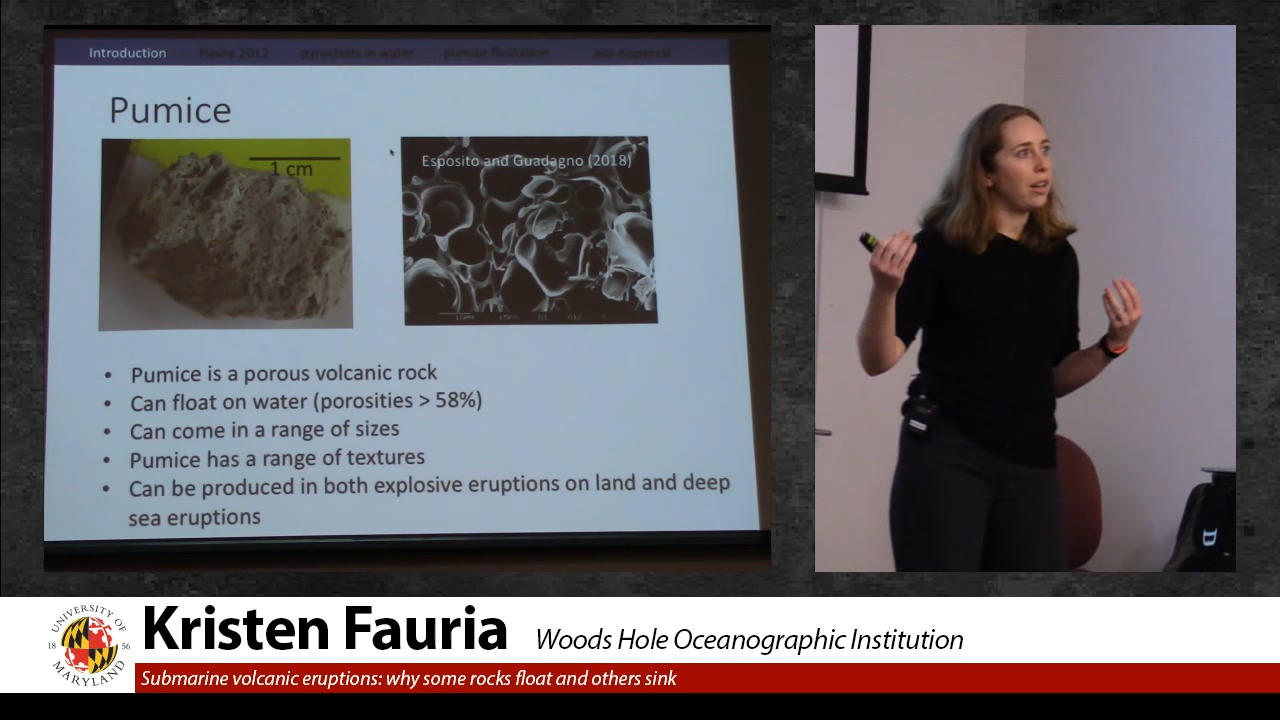 Introduction Havre 2012 pyroclasts in water pumice floatation ash dispersal
Pumice
1 cm
Esposito and Guadagno (2018)
• Pumice is a porous volcanic rock
• Can float on water (porosities > 58%)
• Can come in a range of sizes
• Pumice has a range of textures
• Can be produced in both explosive eruptions on land and deep
sea eruptions
UNIVERSITY OF
18 56
MARYLAND
Kristen Fauria Woods Hole Oceanographic Institution
Submarine volcanic eruptions: why some rocks float and others sink